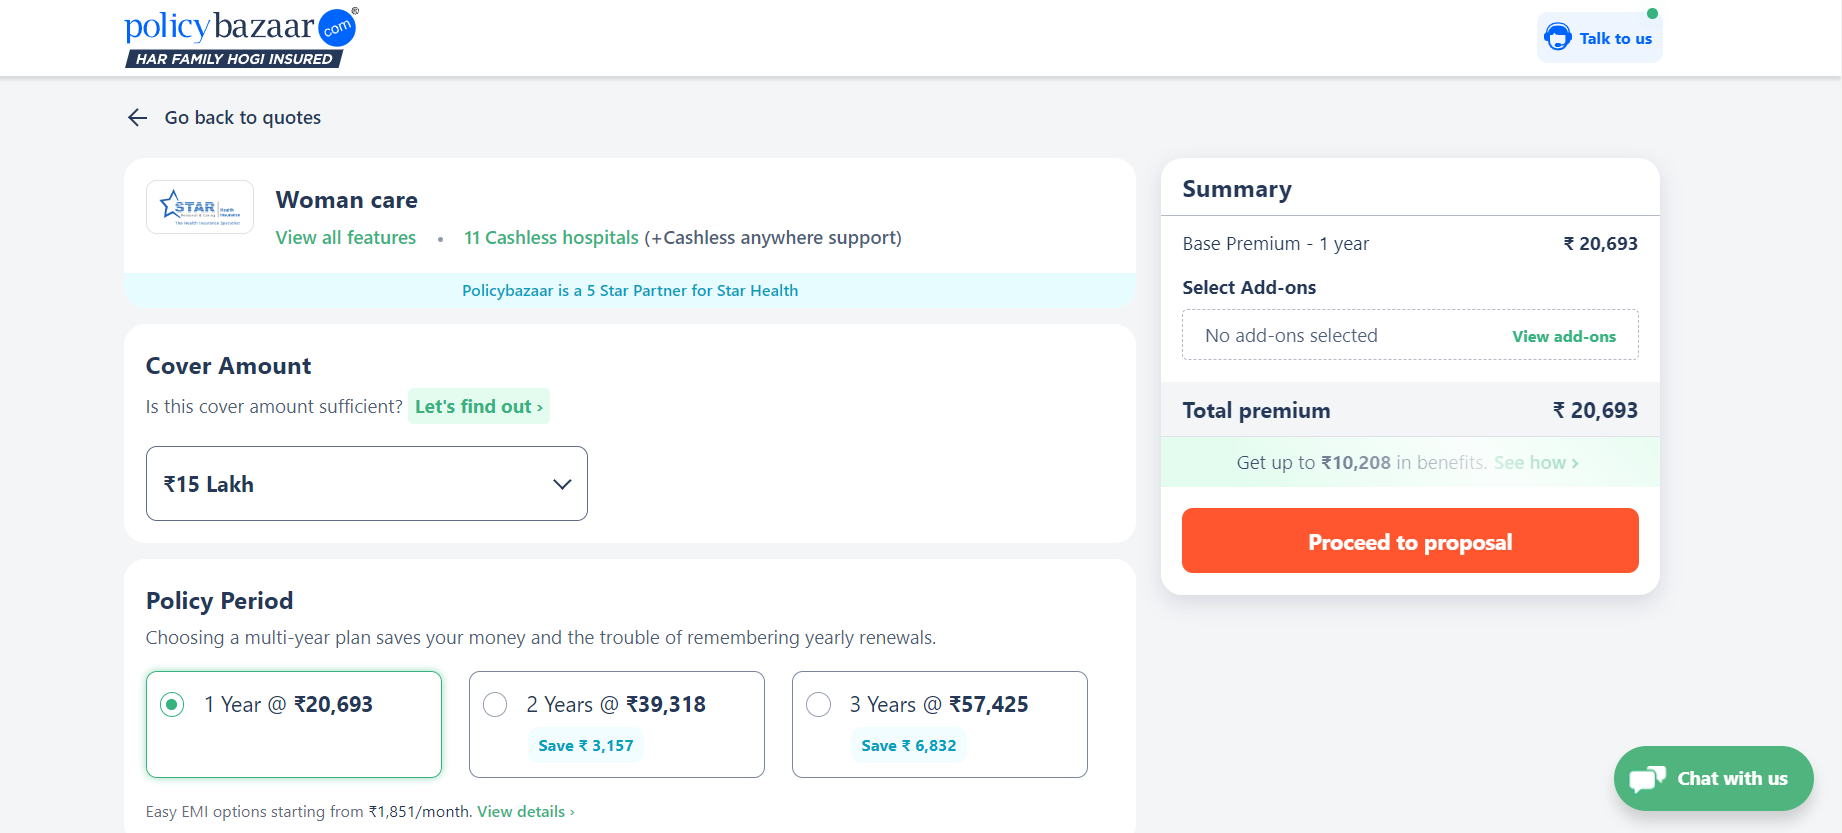 policybazaar com®
HAR FAMILY HOGI INSURED
Talk to us
Go back to quotes
STAR Health Insurance
Personal & Caring
The Health Insurance Specialist
Woman care
View all features • 11 Cashless hospitals (+Cashless anywhere support)
Policybazaar is a 5 Star Partner for Star Health
Cover Amount
Is this cover amount sufficient? Let's find out ›
₹15 Lakh
Policy Period
Choosing a multi-year plan saves your money and the trouble of remembering yearly renewals.
1 Year @ ₹20,693
2 Years @ ₹39,318
Save ₹ 3,157
3 Years @ ₹57,425
Save ₹ 6,832
Easy EMI options starting from ₹1,851/month. View details ›
Summary
Base Premium - 1 year ₹ 20,693
Select Add-ons
No add-ons selected View add-ons
Total premium ₹ 20,693
Get up to ₹10,208 in benefits. See how ›
Proceed to proposal
Chat with us